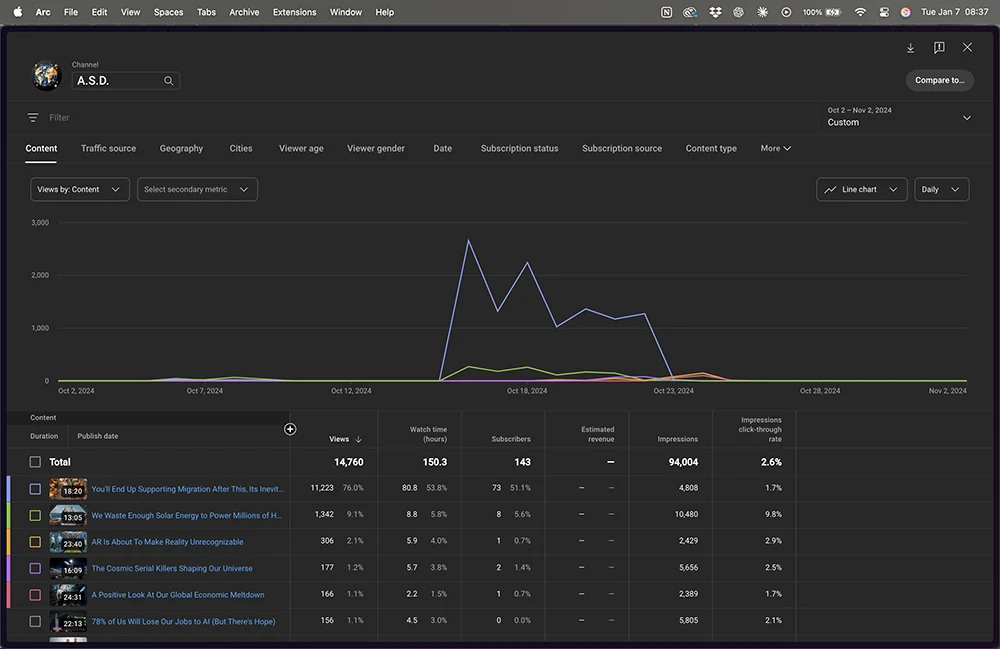 Arc File Edit View Spaces Tabs Archive Extensions Window Help 100% Tue Jan 7 08:37
Channel
A.S.D.
Compare to...
Filter
Oct 2 – Nov 2, 2024
Custom
Content Traffic source Geography Cities Viewer age Viewer gender Date Subscription status Subscription source Content type More
Views by: Content Select secondary metric Line chart Daily
3,000
2,000
1,000
0
Oct 2, 2024 Oct 7, 2024 Oct 12, 2024 Oct 18, 2024 Oct 23, 2024 Oct 28, 2024 Nov 2, 2024
Content
Duration Publish date
Views
Watch time
(hours)
Subscribers
Estimated
revenue
Impressions
Impressions
click-through
rate
Total 14,760 150.3 143 — 94,004 2.6%
18:20 You'll End Up Supporting Migration After This, Its Inevit... 11,223 76.0% 80.8 53.8% 73 51.1% — — 4,808 1.7%
13:05 We Waste Enough Solar Energy to Power Millions of H... 1,342 9.1% 8.8 5.8% 8 5.6% — — 10,480 9.8%
23:40 AR Is About To Make Reality Unrecognizable 306 2.1% 5.9 4.0% 1 0.7% — — 2,429 2.9%
16:09 The Cosmic Serial Killers Shaping Our Universe 177 1.2% 5.7 3.8% 2 1.4% — — 5,656 2.5%
24:31 A Positive Look At Our Global Economic Meltdown 166 1.1% 2.2 1.5% 1 0.7% — — 2,389 1.7%
22:13 78% of Us Will Lose Our Jobs to AI (But There's Hope) 156 1.1% 4.5 3.0% 0 0.0% — — 5,805 2.1%